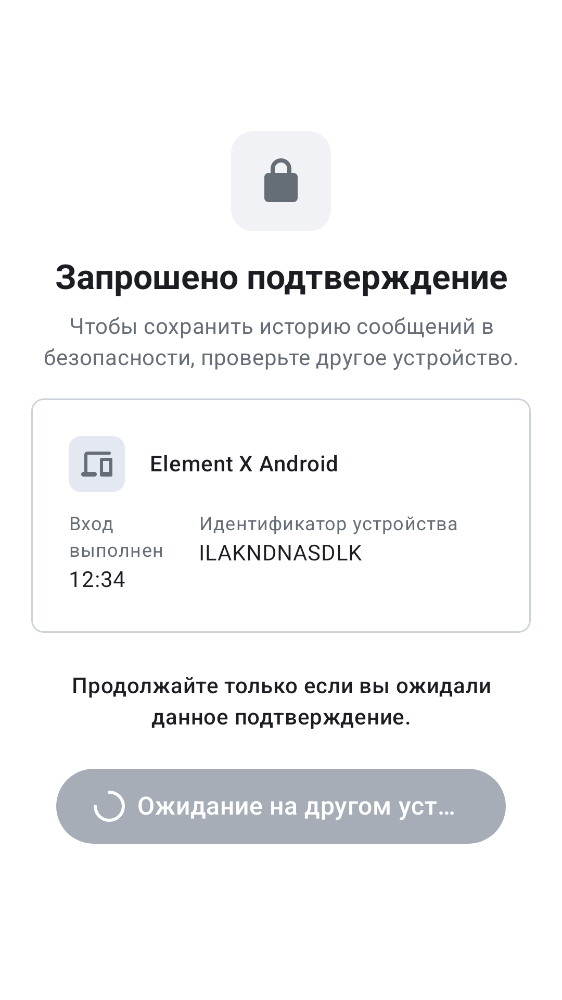 Запрошено подтверждение
Чтобы сохранить историю сообщений в
безопасности, проверьте другое устройство.
Element X Android
Вход
выполнен
12:34
Идентификатор устройства
ILAKNDNASDLK
Продолжайте только если вы ожидали
данное подтверждение.
Ожидание на другом уст…